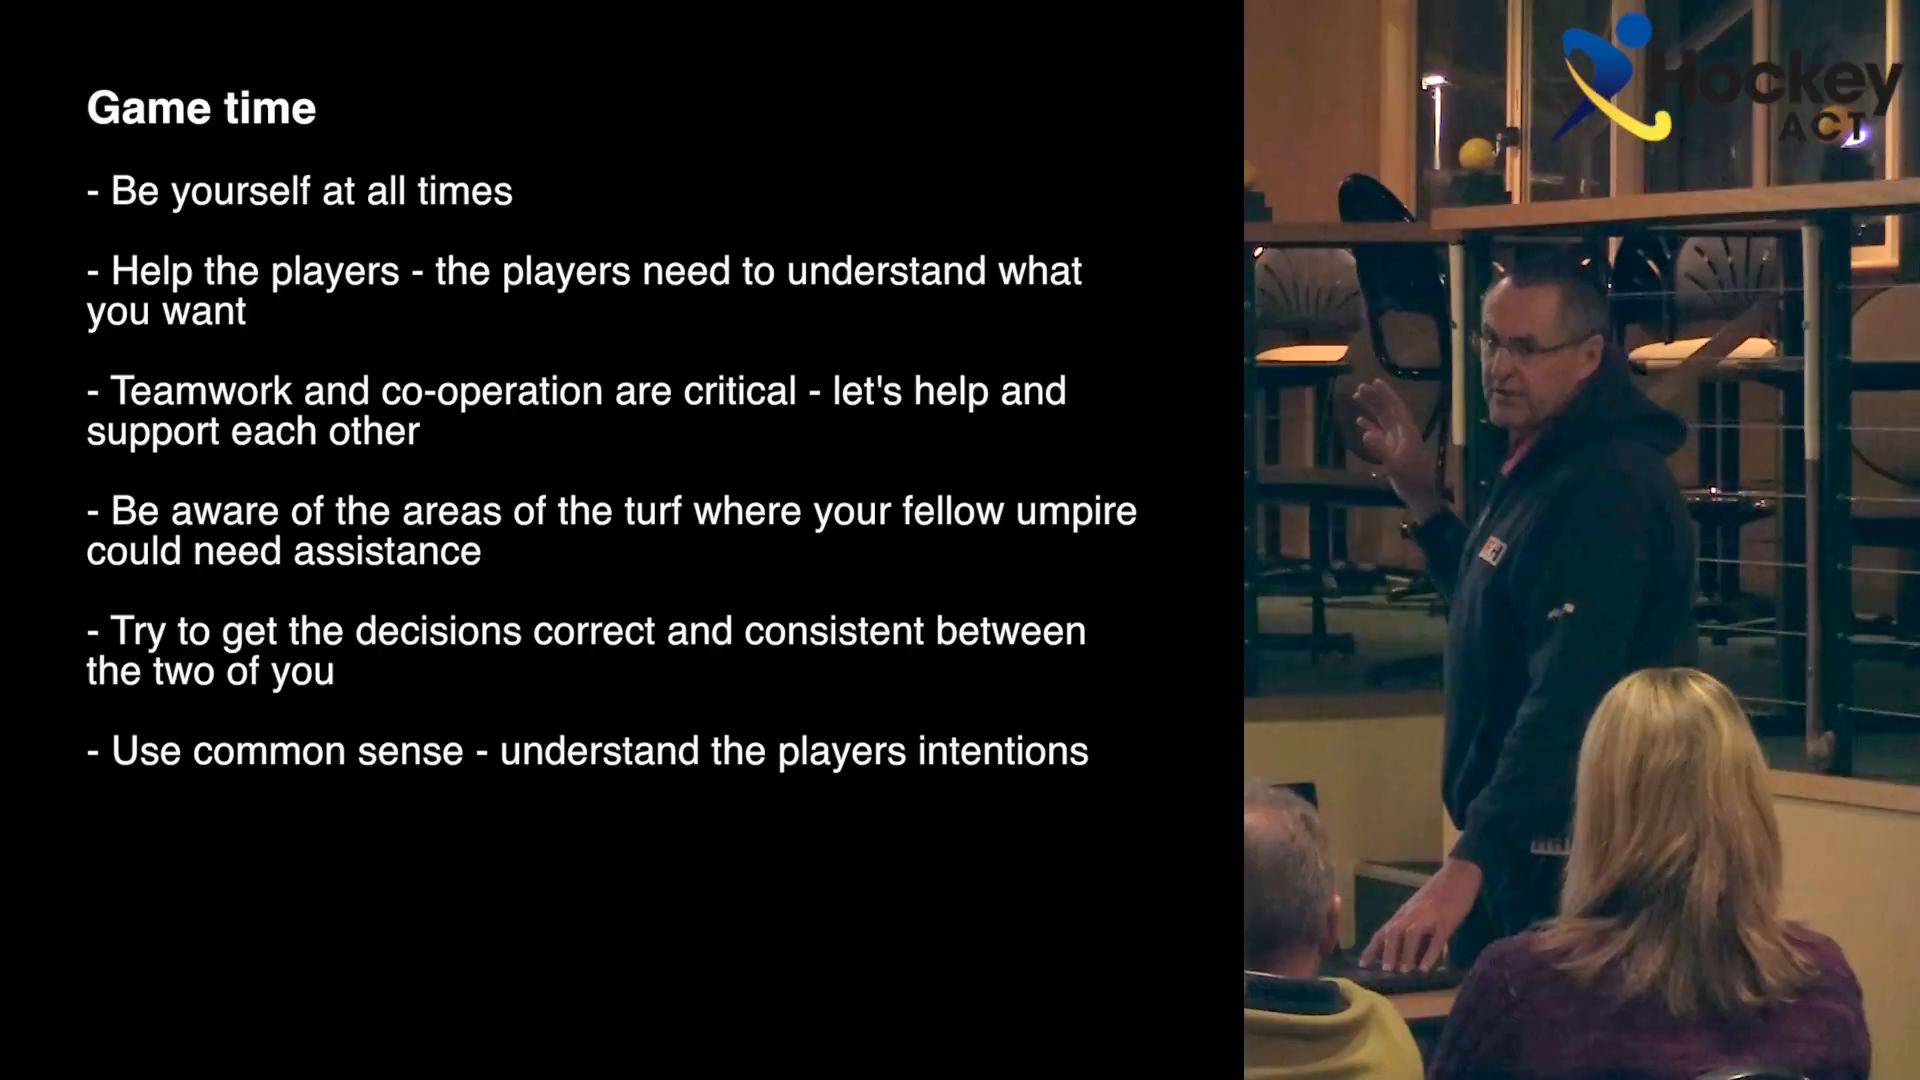 Game time
- Be yourself at all times
- Help the players - the players need to understand what
you want
- Teamwork and co-operation are critical - let's help and
support each other
- Be aware of the areas of the turf where your fellow umpire
could need assistance
- Try to get the decisions correct and consistent between
the two of you
- Use common sense - understand the players intentions
Hockey
ACT